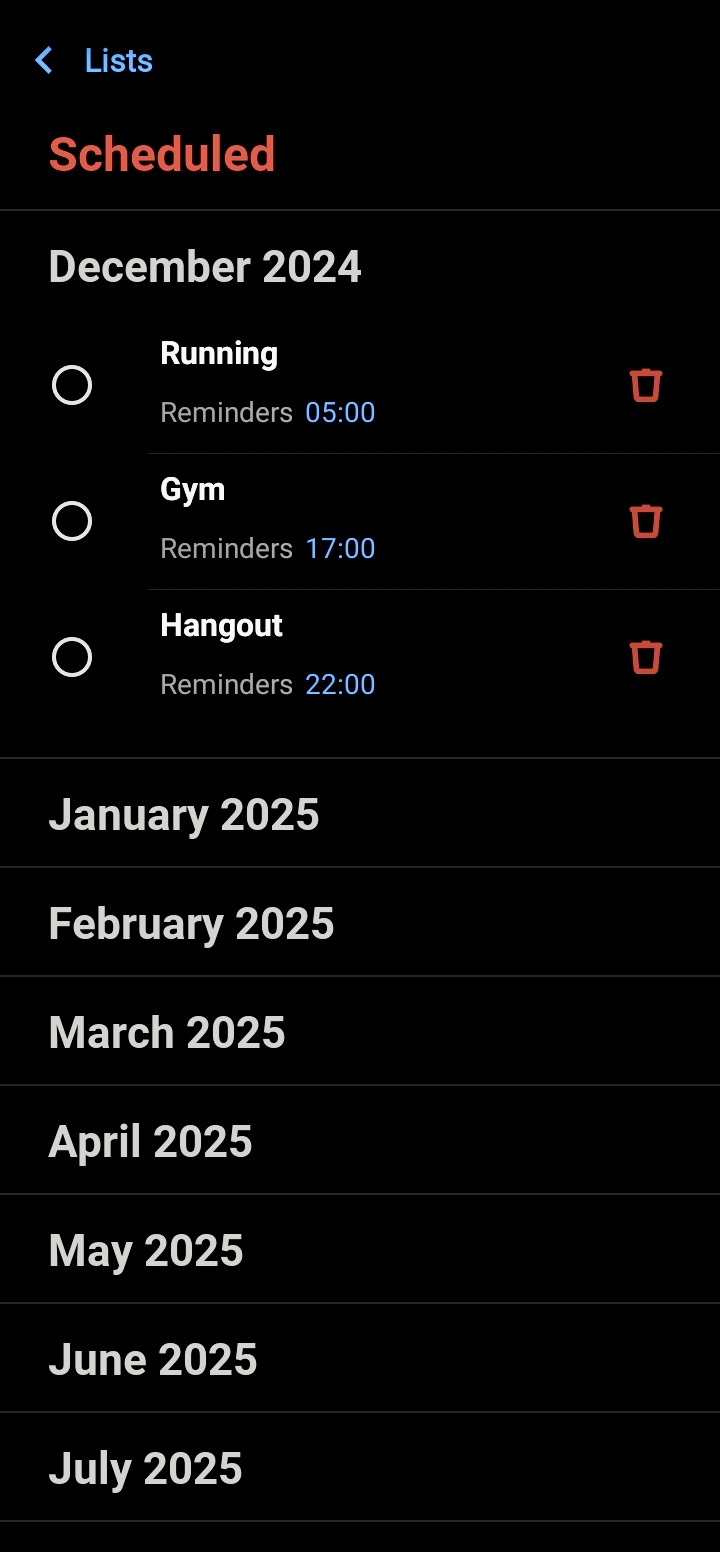 Lists
Scheduled
December 2024
Running
Reminders 05:00
Gym
Reminders 17:00
Hangout
Reminders 22:00
January 2025
February 2025
March 2025
April 2025
May 2025
June 2025
July 2025